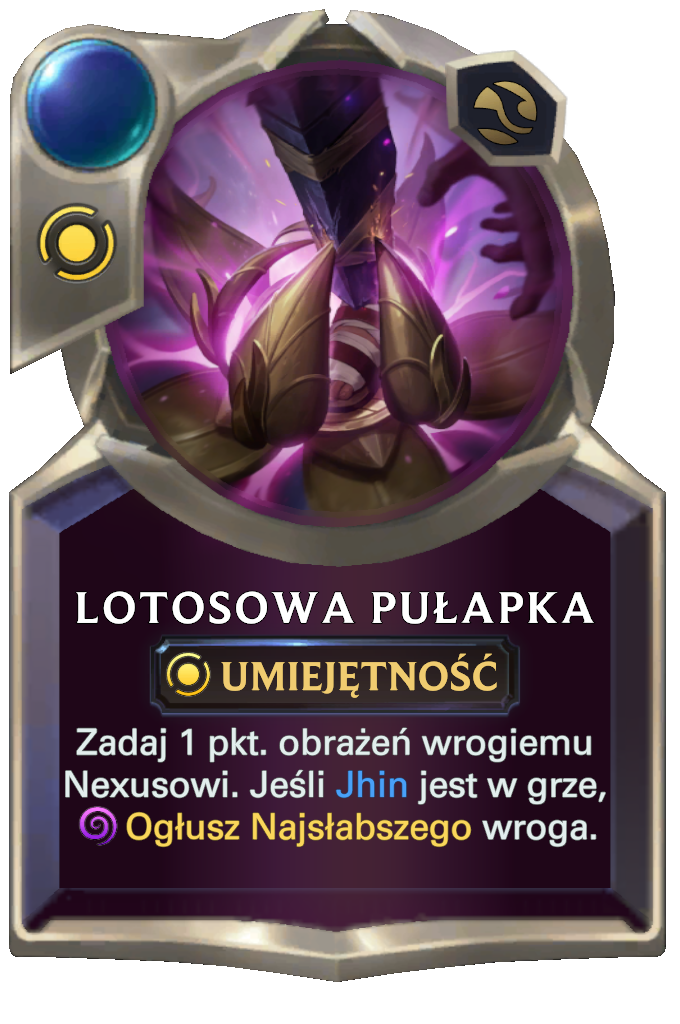 LOTOSOWA PUŁAPKA
UMIEJĘTNOŚĆ
Zadaj 1 pkt. obrażeń wrogiemu
Nexusowi. Jeśli Jhin jest w grze,
Ogłusz Najsłabszego wroga.